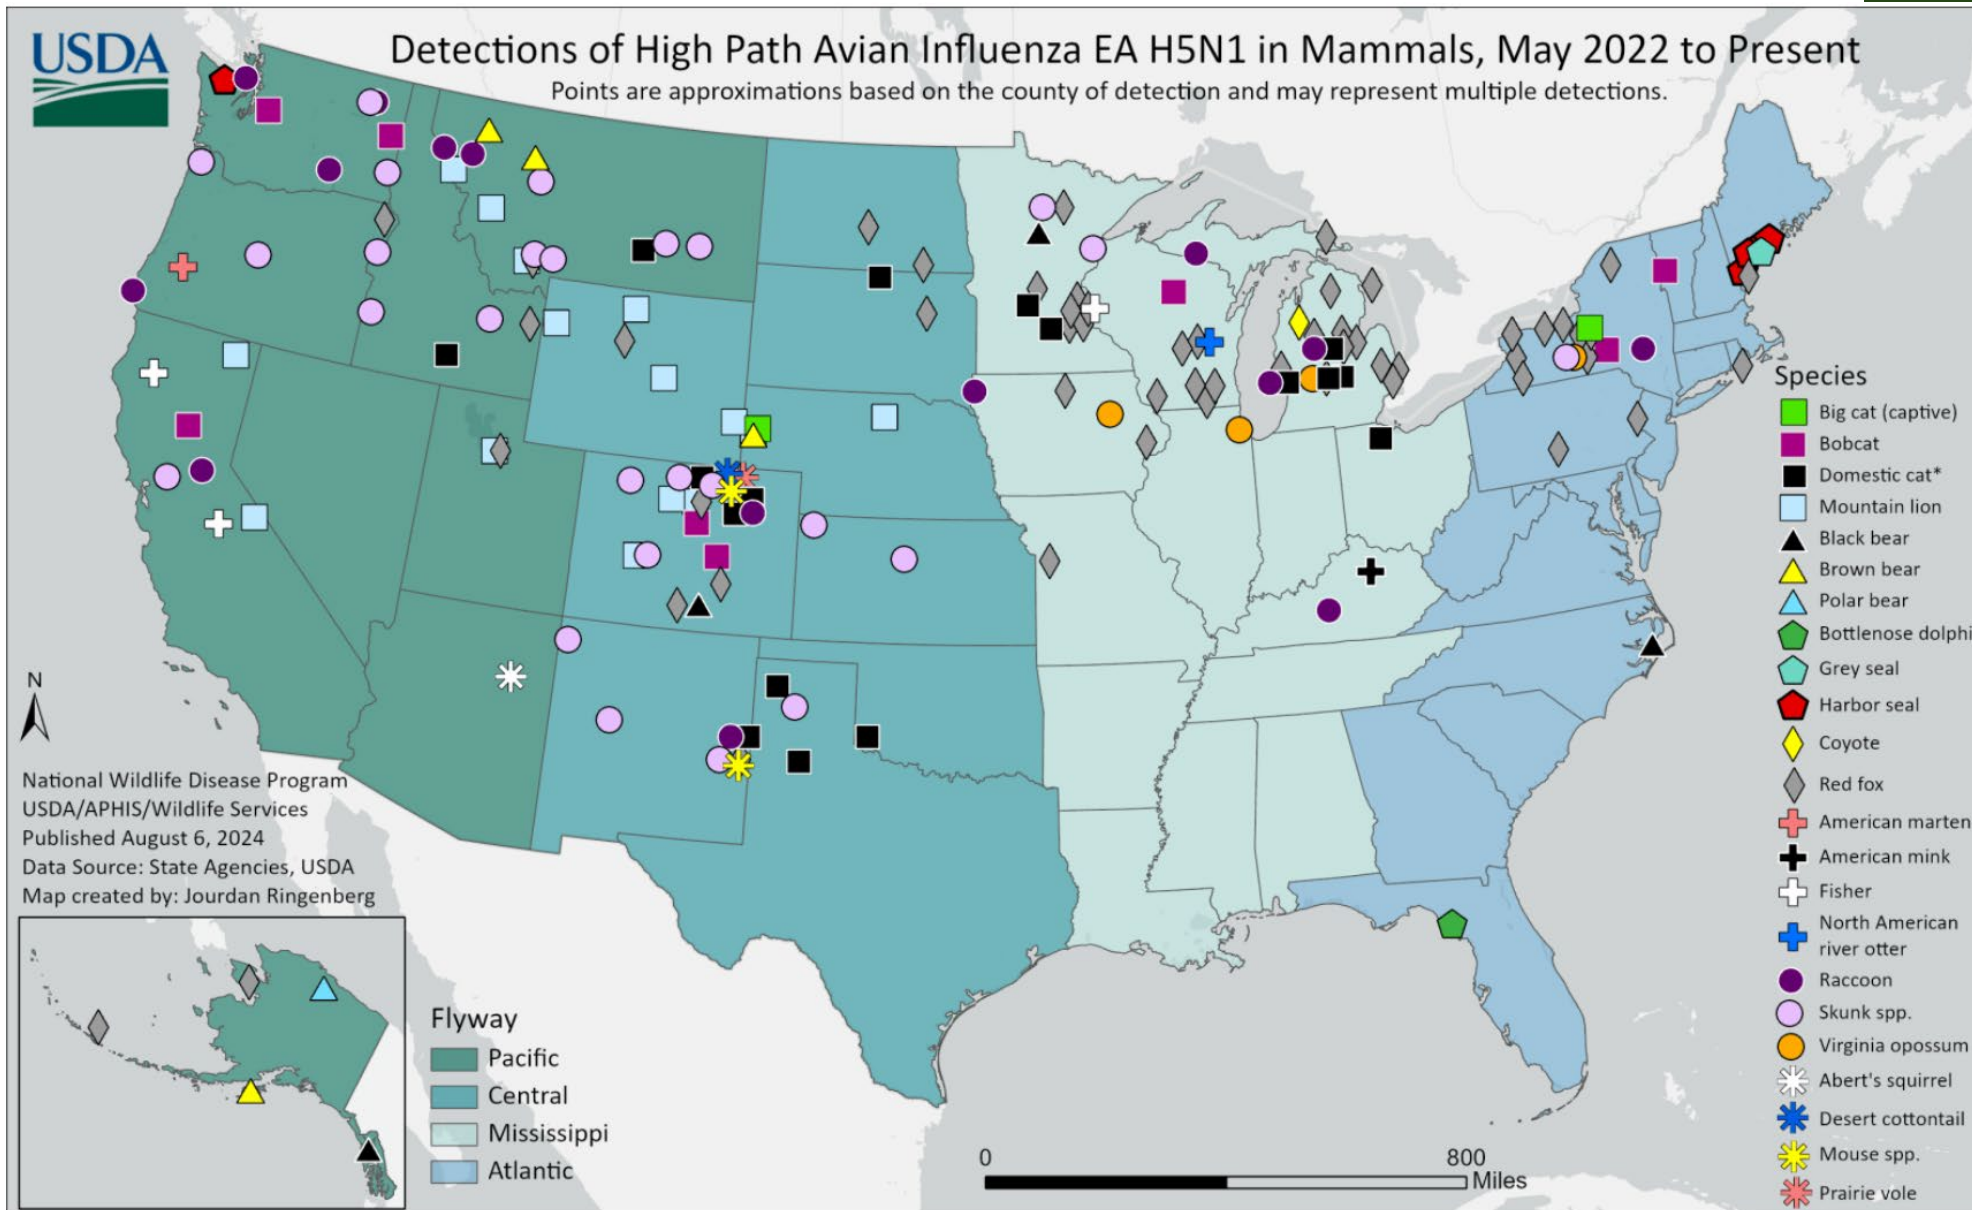 USDA
Detections of High Path Avian Influenza EA H5N1 in Mammals, May 2022 to Present
Points are approximations based on the county of detection and may represent multiple detections.
N
National Wildlife Disease Program
USDA/APHIS/Wildlife Services
Published August 6, 2024
Data Source: State Agencies, USDA
Map created by: Jourdan Ringenberg
Flyway
Pacific
Central
Mississippi
Atlantic
0 800
Miles
Species
Big cat (captive)
Bobcat
Domestic cat*
Mountain lion
Black bear
Brown bear
Polar bear
Bottlenose dolphi
Grey seal
Harbor seal
Coyote
Red fox
American marten
American mink
Fisher
North American
river otter
Raccoon
Skunk spp.
Virginia opossum
Abert's squirrel
Desert cottontail
Mouse spp.
Prairie vole